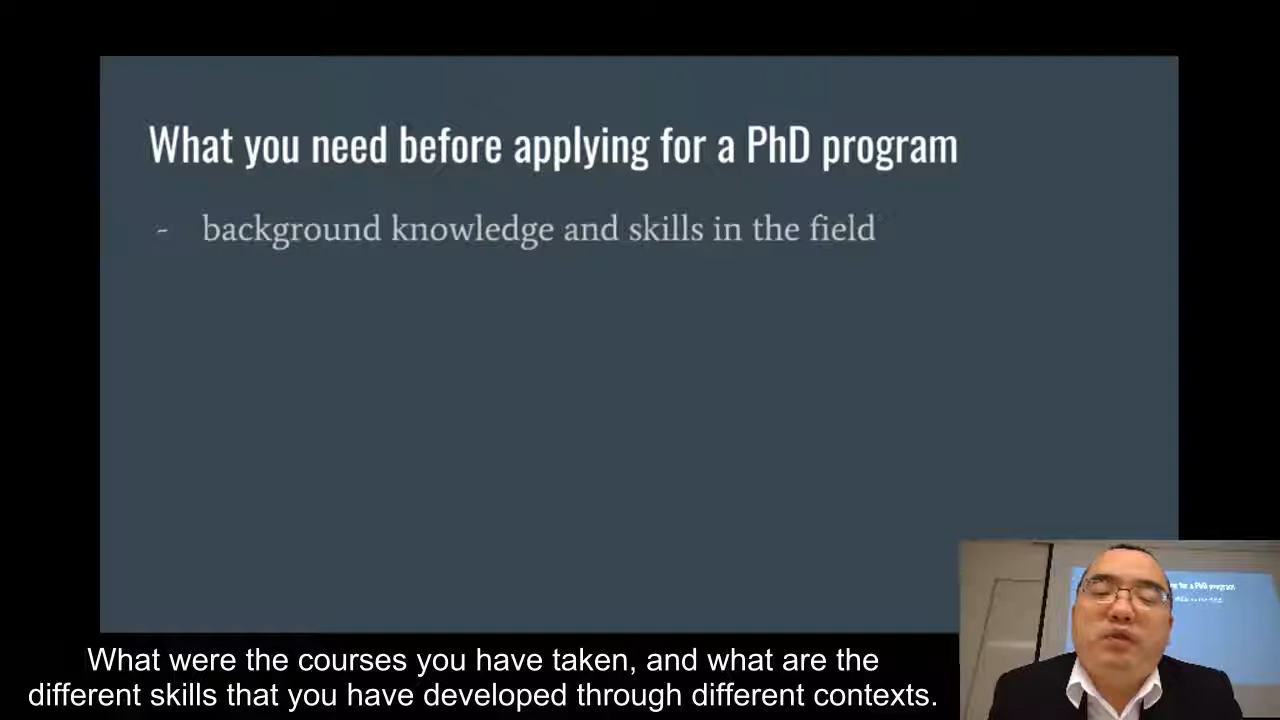 What you need before applying for a PhD program
- background knowledge and skills in the field
What were the courses you have taken, and what are the
different skills that you have developed through different contexts.